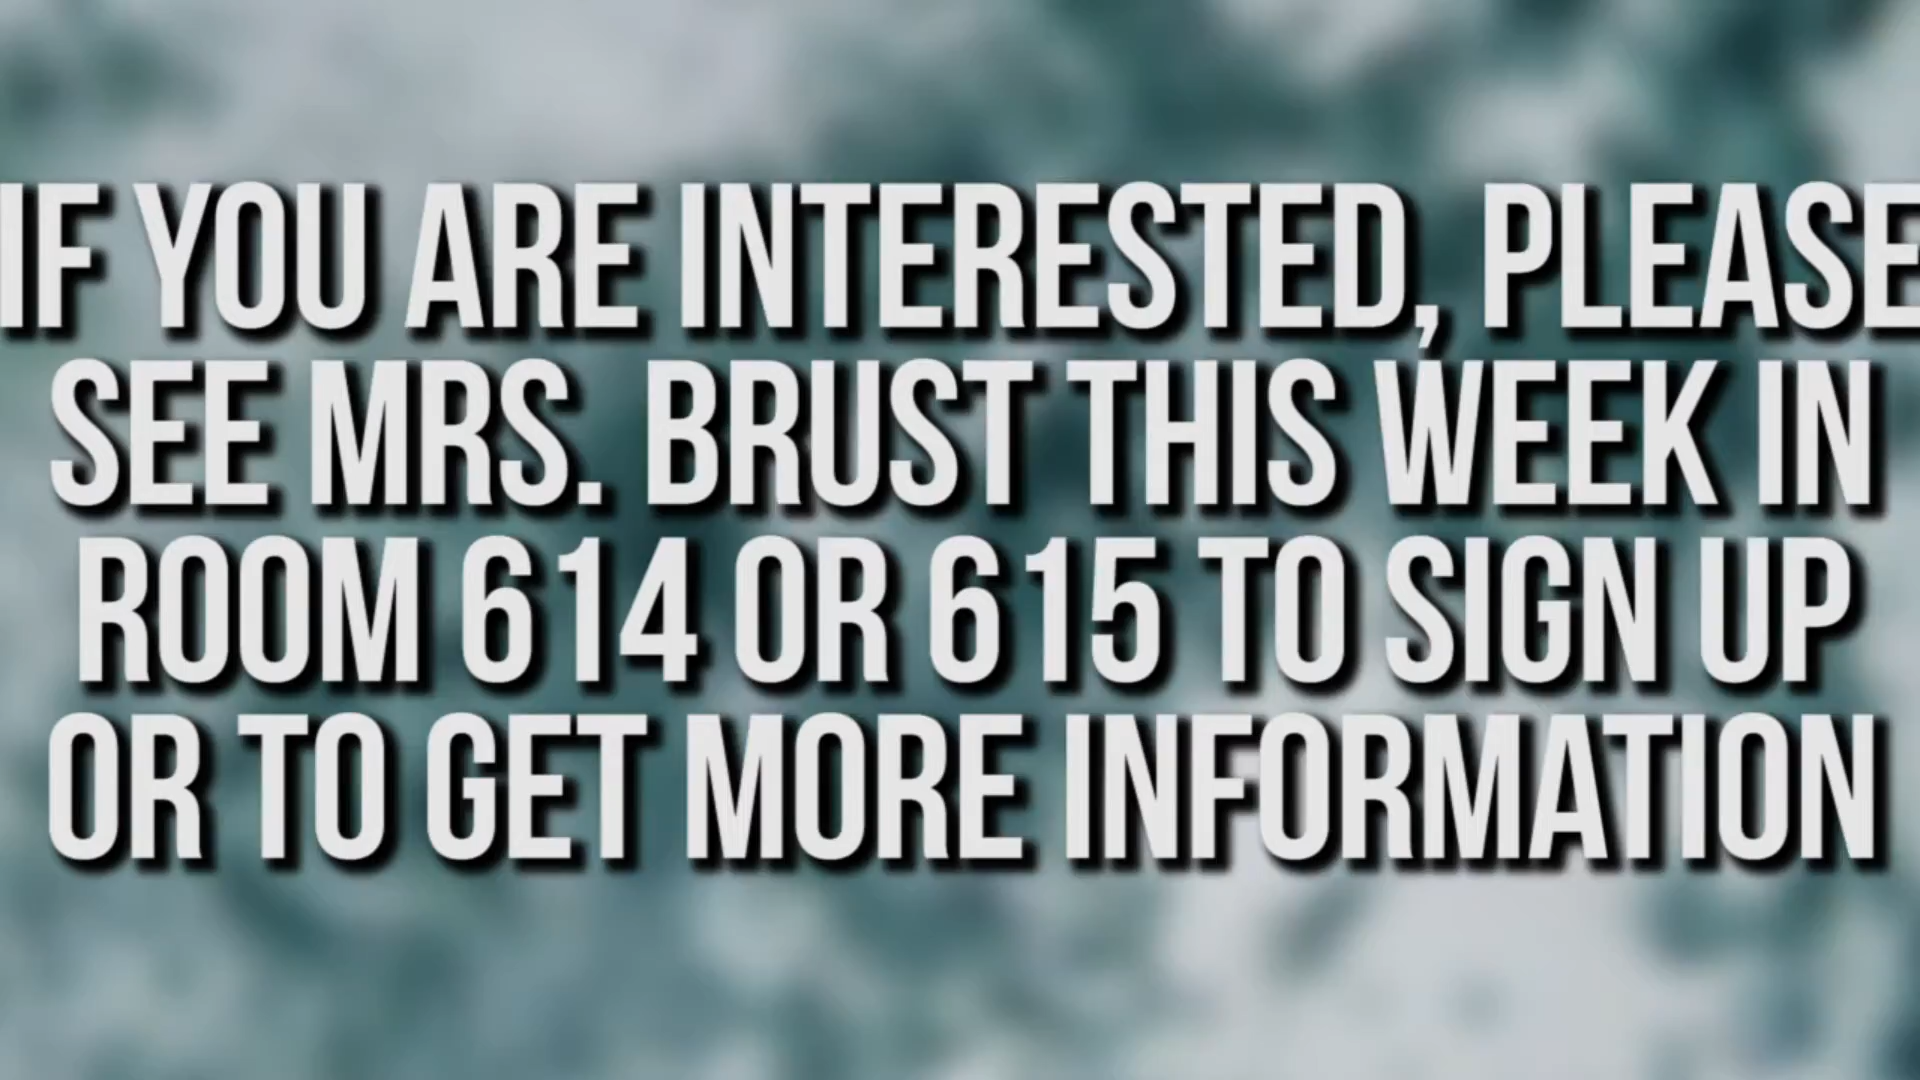 IF YOU ARE INTERESTED, PLEASE
SEE MRS. BRUST THIS WEEK IN
ROOM 614 OR 615 TO SIGN UP
OR TO GET MORE INFORMATION